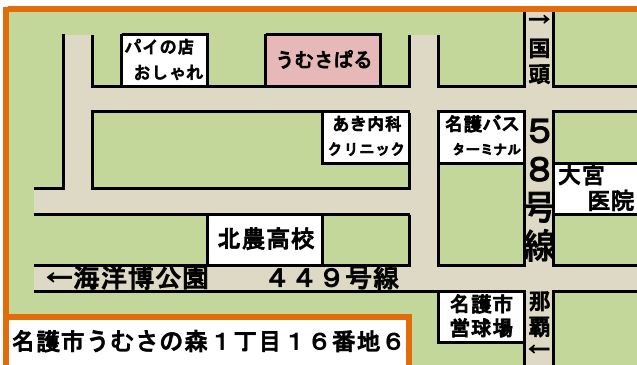 →国頭
パイの店
おしゃれ
うむさぱる
あき内科
クリニック
名護バス
ターミナル
58号線
大宮
医院
北農高校
←海洋博公園 449号線
名護市
営球場
那覇←
名護市うむさの森1丁目16番地6